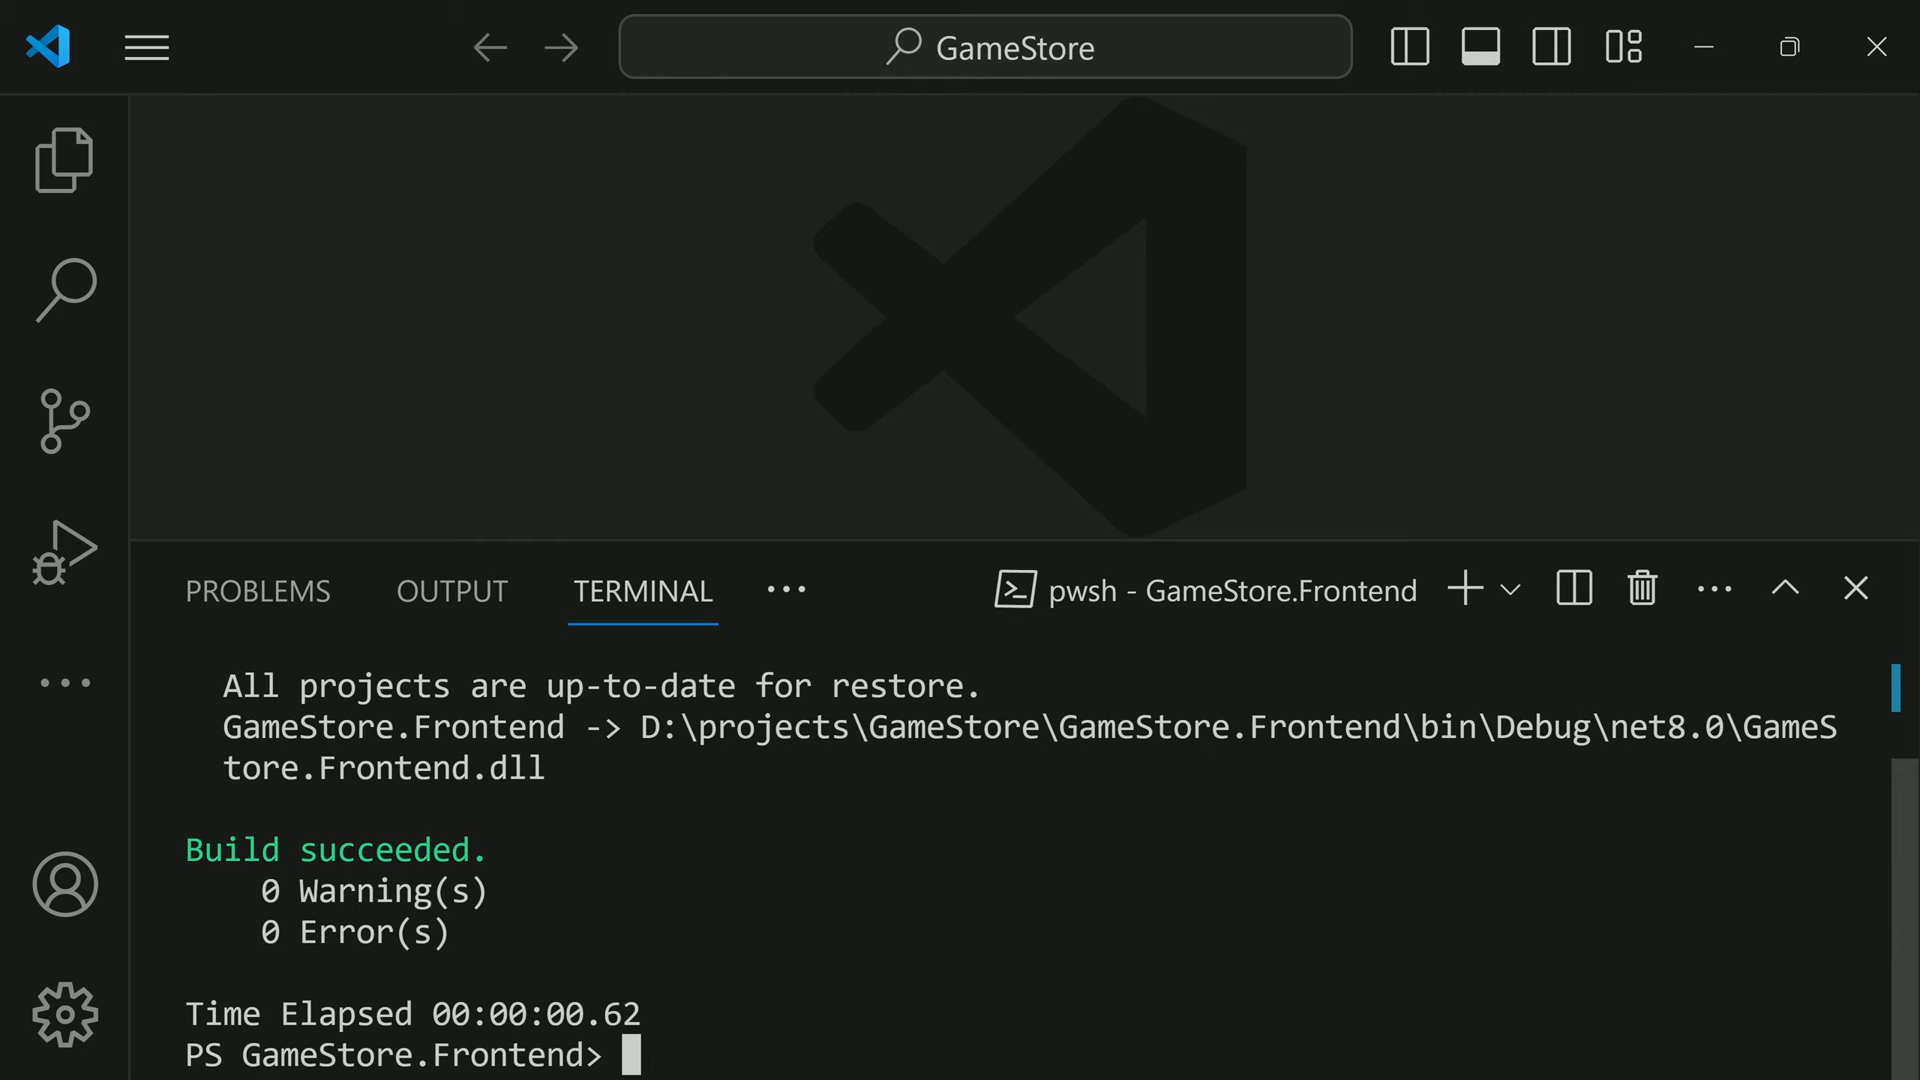 GameStore
PROBLEMS OUTPUT TERMINAL pwsh - GameStore.Frontend
All projects are up-to-date for restore.
GameStore.Frontend -> D:\projects\GameStore\GameStore.Frontend\bin\Debug\net8.0\GameS
tore.Frontend.dll
Build succeeded.
0 Warning(s)
0 Error(s)
Time Elapsed 00:00:00.62
PS GameStore.Frontend>